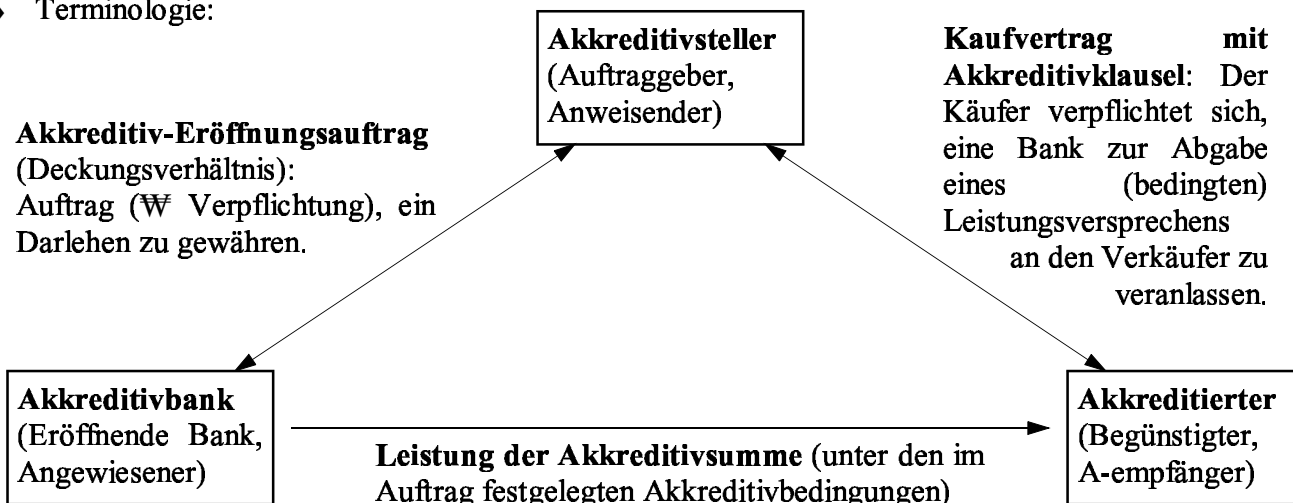 Terminologie:
Akkreditivsteller
(Auftraggeber,
Anweisender)
Kaufvertrag mit
Akkreditivklausel: Der
Käufer verpflichtet sich,
eine Bank zur Abgabe
eines (bedingten)
Leistungsversprechens
an den Verkäufer zu
veranlassen.
Akkreditiv-Eröffnungsauftrag
(Deckungsverhältnis):
Auftrag (₩ Verpflichtung), ein
Darlehen zu gewähren.
Akkreditivbank
(Eröffnende Bank,
Angewiesener)
Leistung der Akkreditivsumme (unter den im
Auftrag festgelegten Akkreditivbedingungen)
Akkreditierter
(Begünstigter,
A-empfänger)